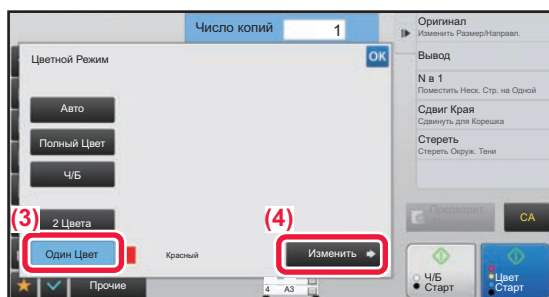 Число копий 1
Цветной Режим
OK
Авто
Полный Цвет
Ч/Б
(3)
2 Цвета
Один Цвет
Красный
(4)
Изменить
Прочие
4 A3
Оригинал
Изменить Размер/Направл.
Вывод
N в 1
Поместить Неск. Стр. на Одной
Сдвиг Края
Сдвинуть для Корешка
Стереть
Стереть Окруж. Тени
CA
Ч/Б
Старт
Цвет
Старт